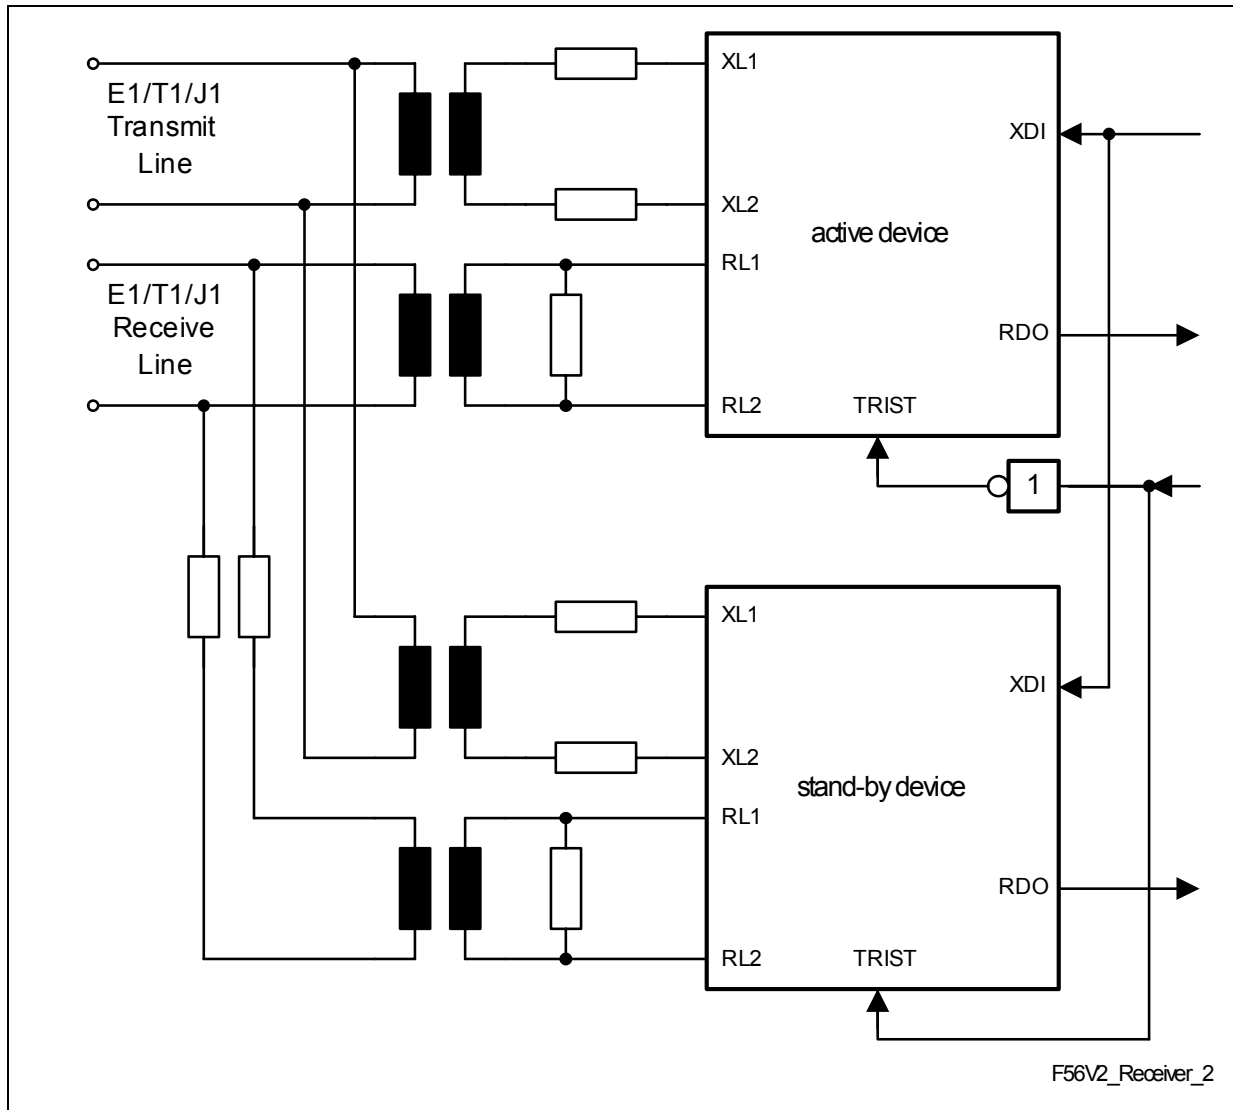 E1/T1/J1
Transmit
Line
E1/T1/J1
Receive
Line
XL1
XDI
XL2
active device
RL1
RDO
RL2
TRIST
1
XL1
XDI
XL2
stand-by device
RL1
RDO
RL2
TRIST
F56V2_Receiver_2